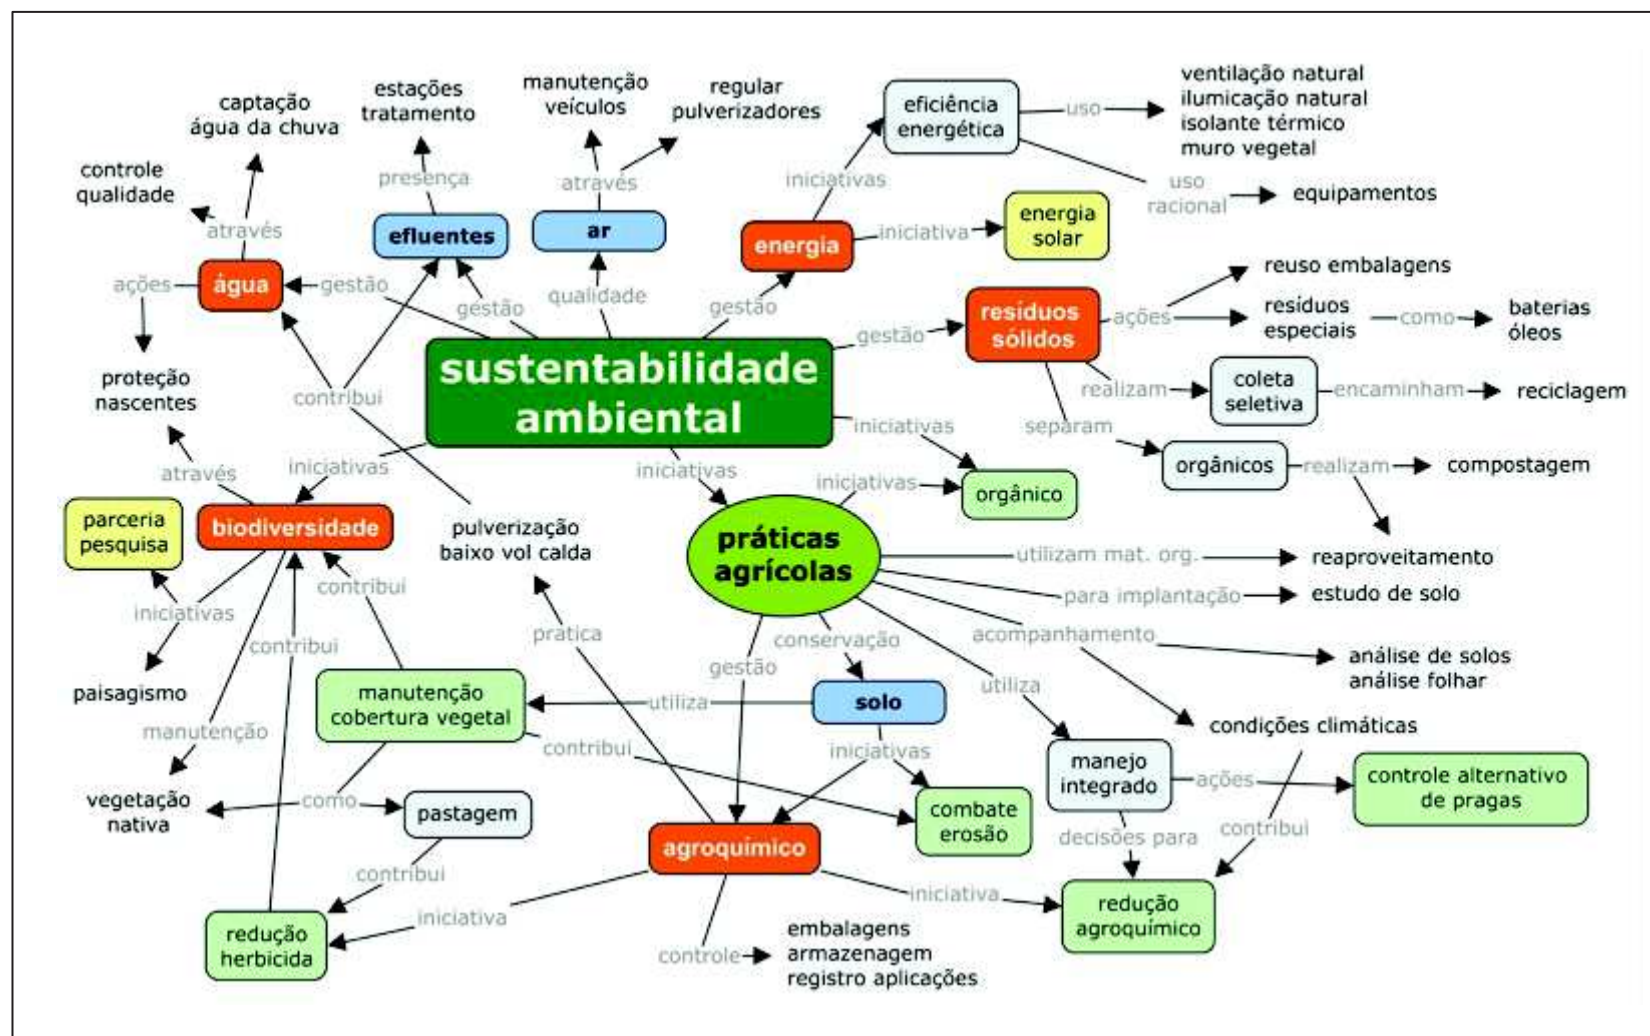 captação
água da chuva
estações
tratamento
manutenção
veículos
regular
pulverizadores
eficiência
energética
uso
ventilação natural
ilumicação natural
isolante térmico
muro vegetal
controle
qualidade
através
presença
através
iniciativas
uso
racional
equipamentos
efluentes
ar
energia
iniciativa
energia
solar
ações
água
gestão
gestão
qualidade
gestão
gestão
resíduos
sólidos
ações
reuso embalagens
resíduos
especiais
como
baterias
óleos
proteção
nascentes
contribui
sustentabilidade
ambiental
realizam
coleta
seletiva
encaminham
reciclagem
separam
iniciativas
orgânicos
realizam
compostagem
através
iniciativas
iniciativas
iniciativas
orgânico
parceria
pesquisa
biodiversidade
pulverização
baixo vol calda
práticas
agrícolas
utilizam mat. org.
reaproveitamento
para implantação
estudo de solo
iniciativas
contribui
contribui
pratica
conservação
gestão
acompanhamento
análise de solos
análise folhar
paisagismo
manutenção
cobertura vegetal
utiliza
solo
utiliza
condições climáticas
manutenção
contribui
iniciativas
manejo
integrado
ações
controle alternativo
de pragas
vegetação
nativa
como
pastagem
combate
erosão
decisões para
contribui
agroquímico
contribui
iniciativa
iniciativa
redução
agroquímico
redução
herbicida
controle
embalagens
armazenagem
registro aplicações